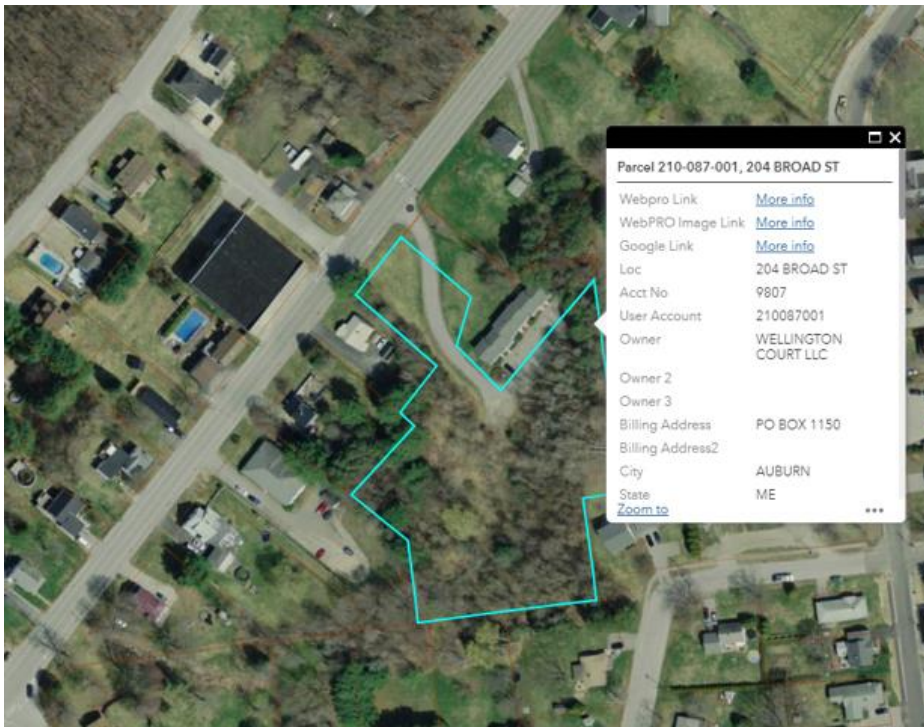 Parcel 210-087-001, 204 BROAD ST
Webpro Link More info
WebPRO Image Link More info
Google Link More info
Loc 204 BROAD ST
Acct No 9807
User Account 210087001
Owner WELLINGTON
COURT LLC
Owner 2
Owner 3
Billing Address PO BOX 1150
Billing Address2
City AUBURN
State ME
Zoom to